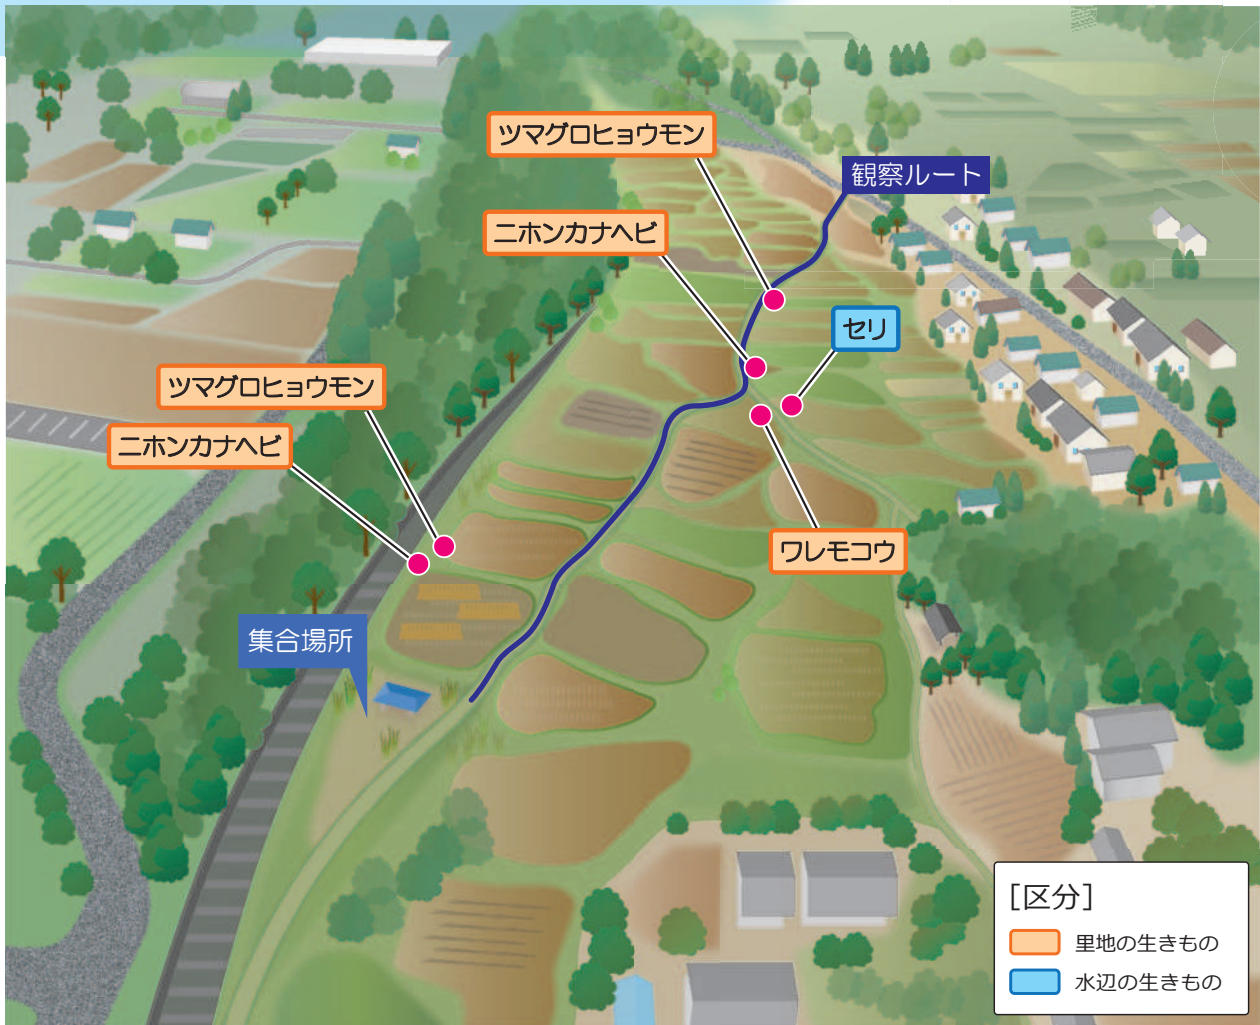 ツマグロヒョウモン
観察ルート
ニホンカナヘビ
セリ
ツマグロヒョウモン
ニホンカナヘビ
ワレモコウ
集合場所
[区分]
里地の生きもの
水辺の生きもの